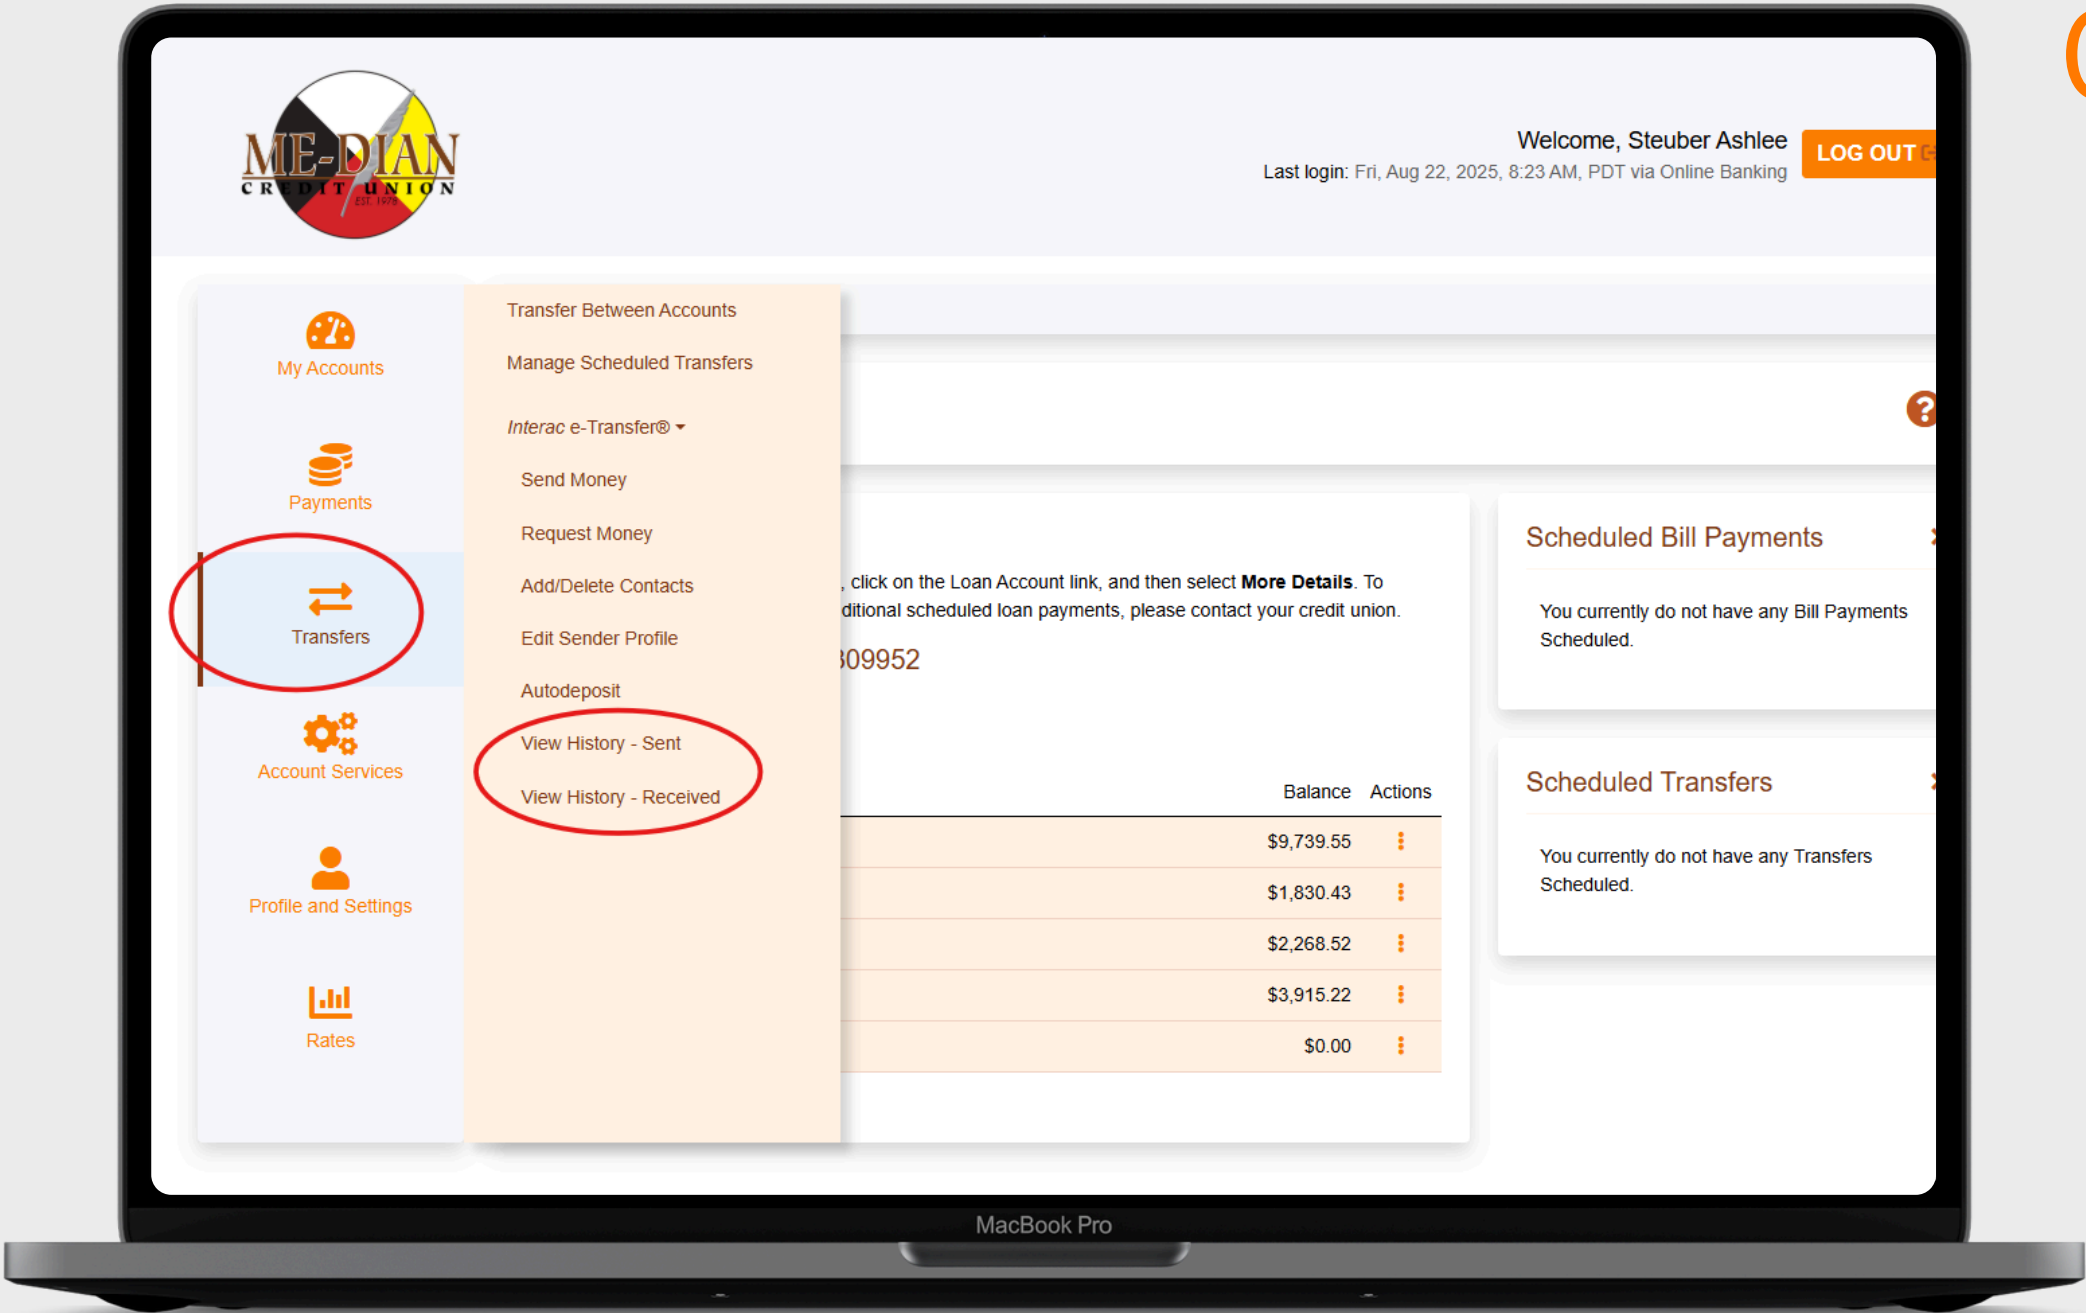 ME-DIAN
CREDIT UNION
EST. 1978
Welcome, Steuber Ashlee
Last login: Fri, Aug 22, 2025, 8:23 AM, PDT via Online Banking
LOG OUT
My Accounts
Payments
Transfers
Account Services
Profile and Settings
Rates
Transfer Between Accounts
Manage Scheduled Transfers
Interac e-Transfer®
Send Money
Request Money
Add/Delete Contacts
Edit Sender Profile
Autodeposit
View History - Sent
View History - Received
, click on the Loan Account link, and then select More Details. To
ditional scheduled loan payments, please contact your credit union.
309952
Balance Actions
$9,739.55
$1,830.43
$2,268.52
$3,915.22
$0.00
Scheduled Bill Payments
You currently do not have any Bill Payments
Scheduled.
Scheduled Transfers
You currently do not have any Transfers
Scheduled.
MacBook Pro